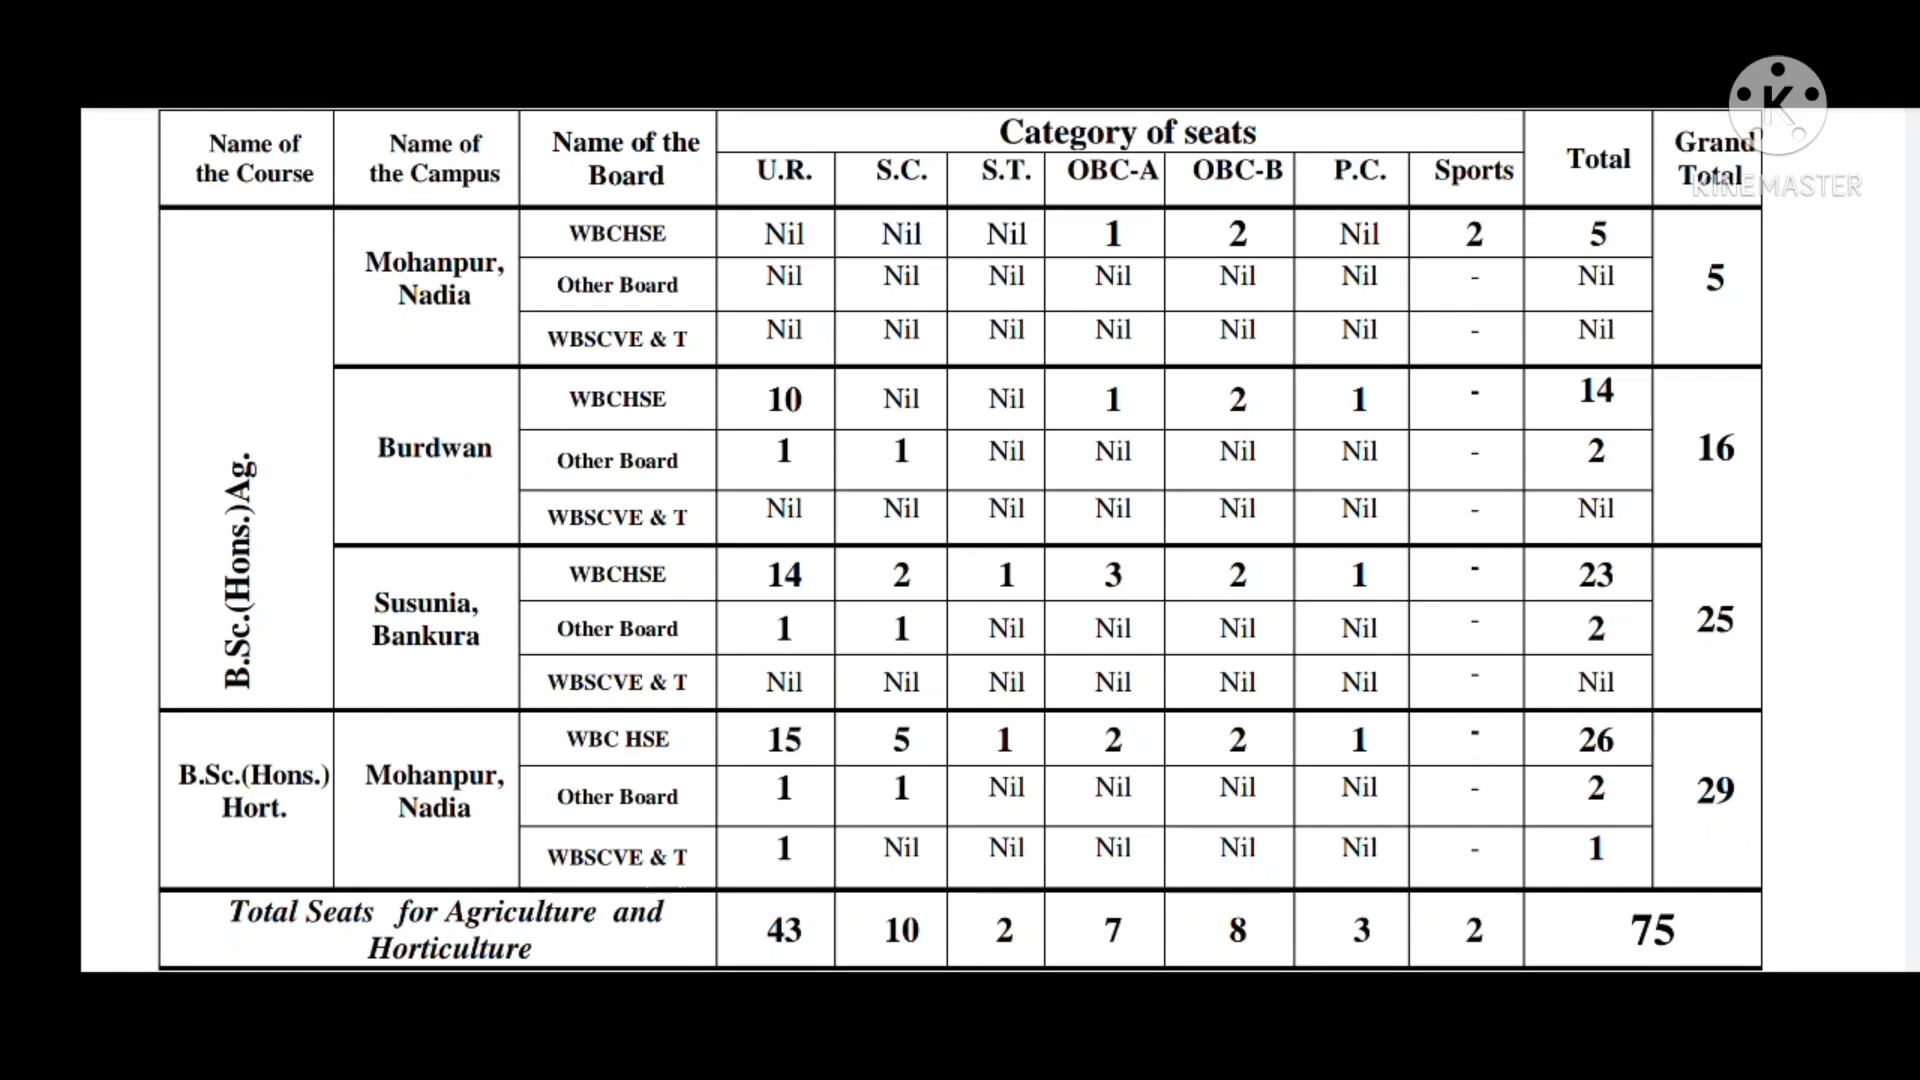 Name of the Course Name of the Campus Name of the Board Category of seats Total Grand Total
U.R. S.C. S.T. OBC-A OBC-B P.C. Sports
K
KINEMASTER
B.Sc.(Hons.)Ag.
Mohanpur, Nadia
WBCHSE Nil Nil Nil 1 2 Nil 2 5 5
Other Board Nil Nil Nil Nil Nil Nil - Nil
WBSCVE & T Nil Nil Nil Nil Nil Nil - Nil
Burdwan
WBCHSE 10 Nil Nil 1 2 1 - 14 16
Other Board 1 1 Nil Nil Nil Nil - 2
WBSCVE & T Nil Nil Nil Nil Nil Nil - Nil
Susunia, Bankura
WBCHSE 14 2 1 3 2 1 - 23 25
Other Board 1 1 Nil Nil Nil Nil - 2
WBSCVE & T Nil Nil Nil Nil Nil Nil - Nil
B.Sc.(Hons.) Hort.
Mohanpur, Nadia
WBC HSE 15 5 1 2 2 1 - 26 29
Other Board 1 1 Nil Nil Nil Nil - 2
WBSCVE & T 1 Nil Nil Nil Nil Nil - 1
Total Seats for Agriculture and Horticulture 43 10 2 7 8 3 2 75